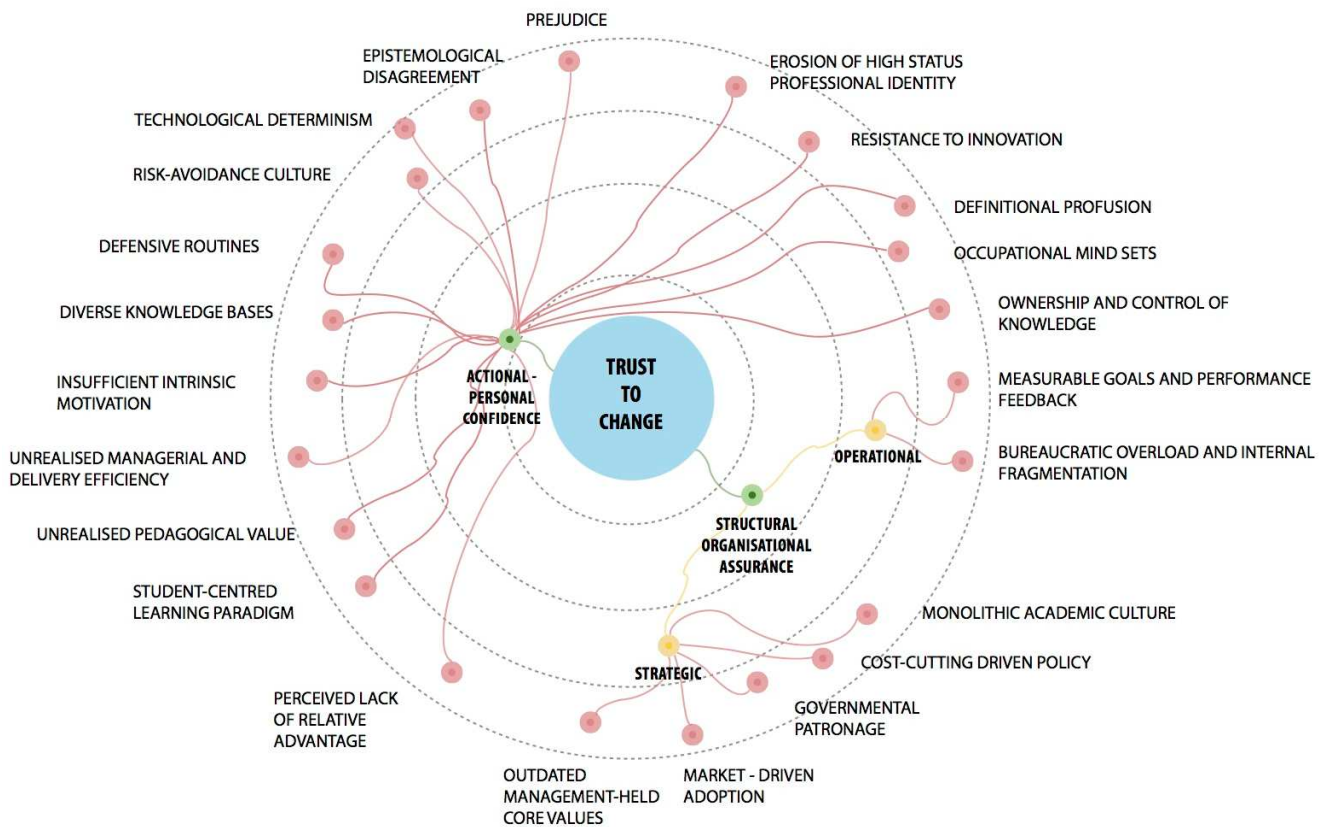 PREJUDICE
EPISTEMOLOGICAL
DISAGREEMENT
EROSION OF HIGH STATUS
PROFESSIONAL IDENTITY
TECHNOLOGICAL DETERMINISM
RESISTANCE TO INNOVATION
RISK-AVOIDANCE CULTURE
DEFINITIONAL PROFUSION
DEFENSIVE ROUTINES
OCCUPATIONAL MIND SETS
DIVERSE KNOWLEDGE BASES
OWNERSHIP AND CONTROL OF
KNOWLEDGE
TRUST
TO
CHANGE
ACTIONAL -
PERSONAL
CONFIDENCE
INSUFFICIENT INTRINSIC
MOTIVATION
MEASURABLE GOALS AND PERFORMANCE
FEEDBACK
OPERATIONAL
BUREAUCRATIC OVERLOAD AND INTERNAL
FRAGMENTATION
UNREALISED MANAGERIAL AND
DELIVERY EFFICIENCY
UNREALISED PEDAGOGICAL VALUE
STRUCTURAL
ORGANISATIONAL
ASSURANCE
STUDENT-CENTRED
LEARNING PARADIGM
MONOLITHIC ACADEMIC CULTURE
COST-CUTTING DRIVEN POLICY
STRATEGIC
PERCEIVED LACK
OF RELATIVE
ADVANTAGE
GOVERNMENTAL
PATRONAGE
OUTDATED
MANAGEMENT-HELD
CORE VALUES
MARKET - DRIVEN
ADOPTION